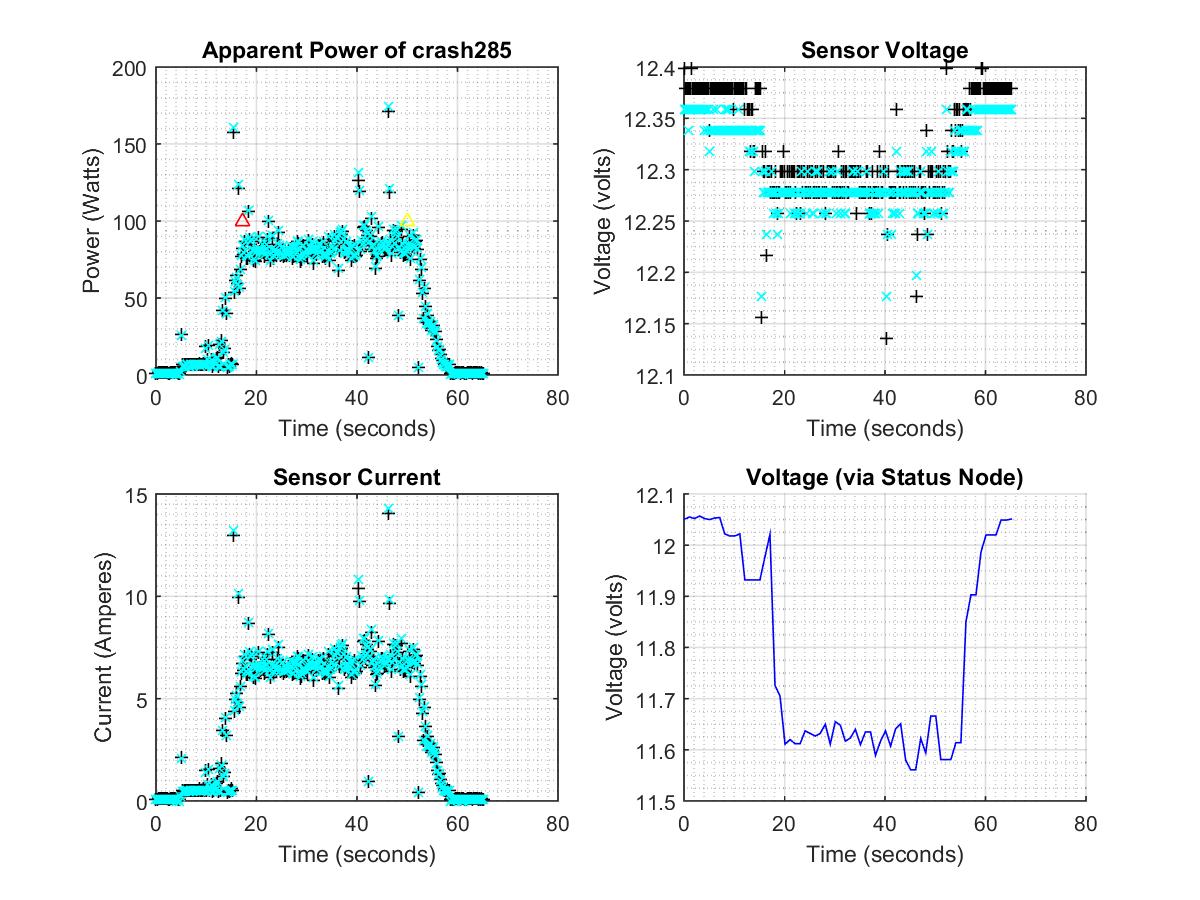 Apparent Power of crash285
200
150
100
50
0
Power (Watts)
0 20 40 60 80
Time (seconds)
Sensor Voltage
12.4
12.35
12.3
12.25
12.2
12.15
12.1
Voltage (volts)
0 20 40 60 80
Time (seconds)
Sensor Current
15
10
5
0
Current (Amperes)
0 20 40 60 80
Time (seconds)
Voltage (via Status Node)
12.1
12
11.9
11.8
11.7
11.6
11.5
Voltage (volts)
0 20 40 60 80
Time (seconds)